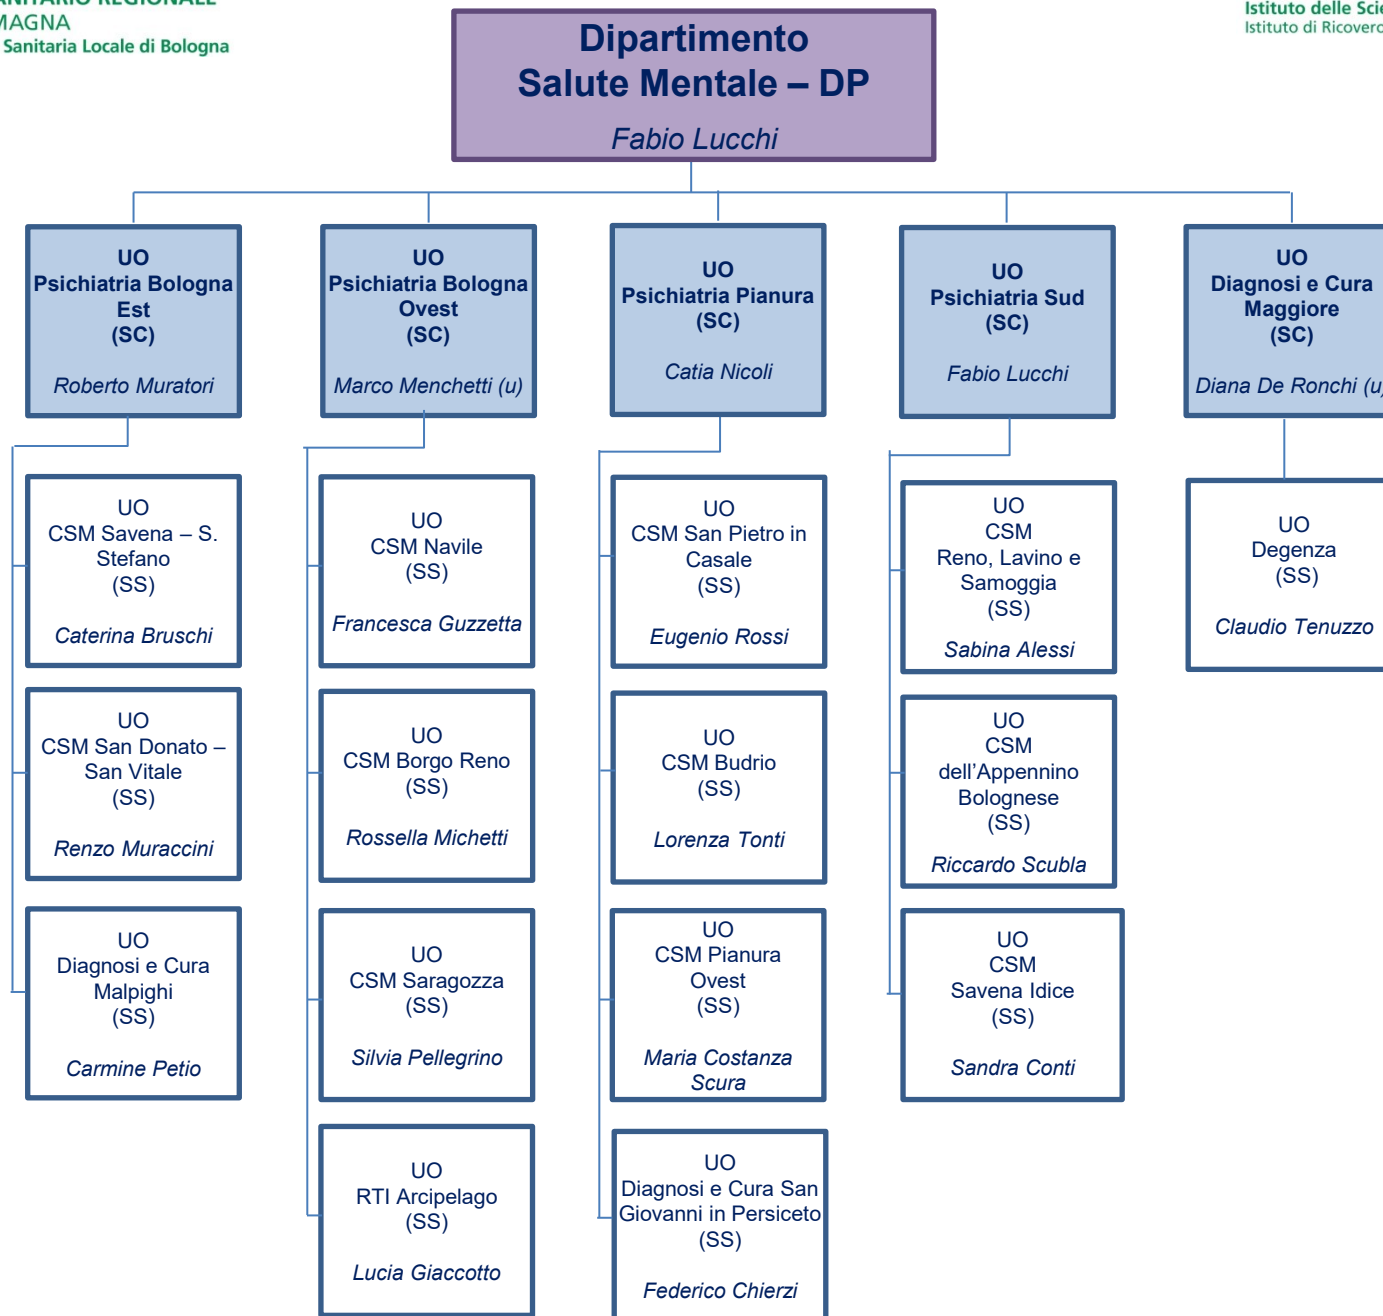 SANITARIO REGIONALE
Sanitaria Locale di Bologna
Istituto delle
Istituto di Ricovero
Dipartimento
Salute Mentale – DP
Fabio Lucchi
UO
Psichiatria Bologna
Est
(SC)
Roberto Muratori
UO
Psichiatria Bologna
Ovest
(SC)
Marco Menchetti (u)
UO
Psichiatria Pianura
(SC)
Catia Nicoli
UO
Psichiatria Sud
(SC)
Fabio Lucchi
UO
Diagnosi e Cura
Maggiore
(SC)
Diana De Ronchi (u)
UO
CSM Savena – S.
Stefano
(SS)
Caterina Bruschi
UO
CSM Navile
(SS)
Francesca Guzzetta
UO
CSM San Pietro in
Casale
(SS)
Eugenio Rossi
UO
CSM
Reno, Lavino e
Samoggia
(SS)
Sabina Alessi
UO
Degenza
(SS)
Claudio Tenuzzo
UO
CSM San Donato –
San Vitale
(SS)
Renzo Muraccini
UO
CSM Borgo Reno
(SS)
Rossella Michetti
UO
CSM Budrio
(SS)
Lorenza Tonti
UO
CSM
dell’Appennino
Bolognese
(SS)
Riccardo Scubla
UO
Diagnosi e Cura
Malpighi
(SS)
Carmine Petio
UO
CSM Saragozza
(SS)
Silvia Pellegrino
UO
CSM Pianura
Ovest
(SS)
Maria Costanza
Scura
UO
CSM
Savena Idice
(SS)
Sandra Conti
UO
RTI Arcipelago
(SS)
Lucia Giaccotto
UO
Diagnosi e Cura San
Giovanni in Persiceto
(SS)
Federico Chierzi